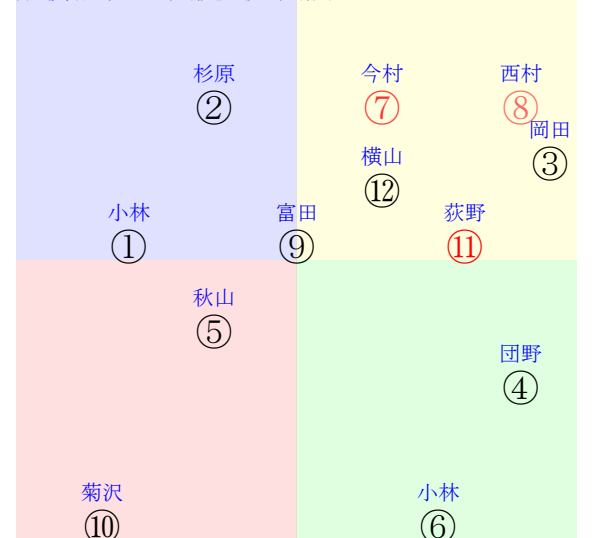 杉原
②
今村
⑦
西村
⑧
岡田
③
横山
⑫
小林
①
富田
⑨
荻野
⑪
秋山
⑤
団野
④
菊沢
⑩
小林
⑥